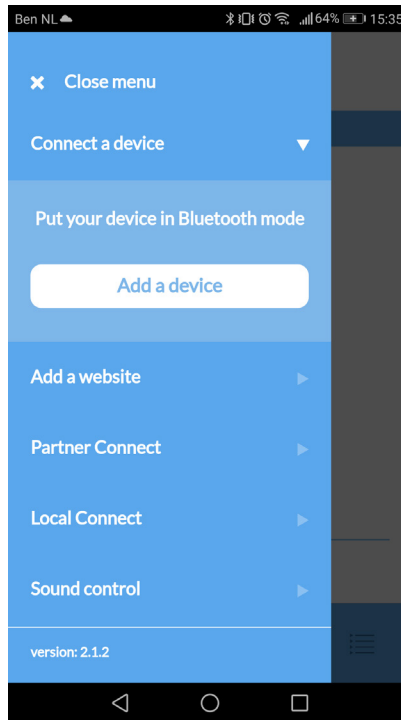 Ben NL 64% 15:35
Close menu
Connect a device
Put your device in Bluetooth mode
Add a device
Add a website
Partner Connect
Local Connect
Sound control
version: 2.1.2